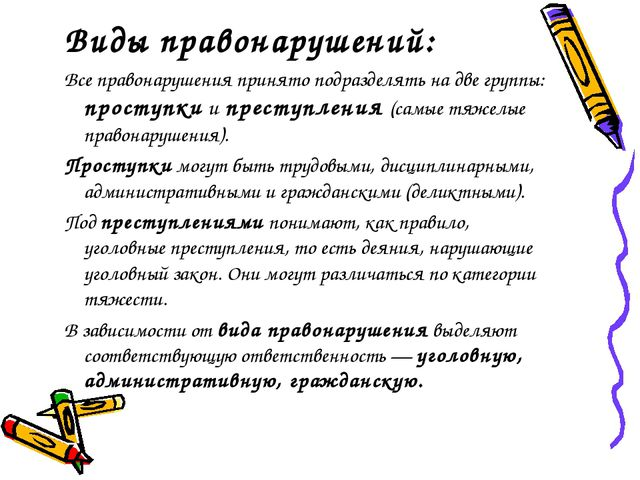 Виды правонарушений:
Все правонарушения принято подразделять на две группы:
проступки и преступления (самые тяжелые
правонарушения).
Проступки могут быть трудовыми, дисциплинарными,
административными и гражданскими (деликтными).
Под преступлениями понимают, как правило,
уголовные преступления, то есть деяния, нарушающие
уголовный закон. Они могут различаться по категории
тяжести.
В зависимости от вида правонарушения выделяют
соответствующую ответственность — уголовную,
административную, гражданскую.